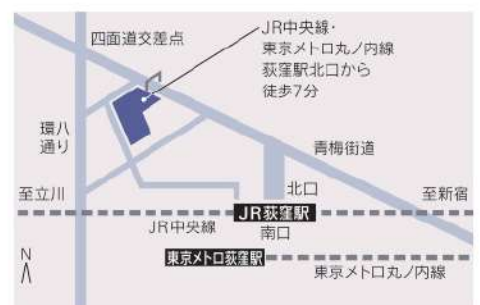 四面道交差点
JR中央線・
東京メトロ丸ノ内線
荻窪駅北口から
徒歩7分
環八
通り
青梅街道
至立川
北口
至新宿
JR荻窪駅
JR中央線
南口
N
東京メトロ荻窪駅
東京メトロ丸ノ内線